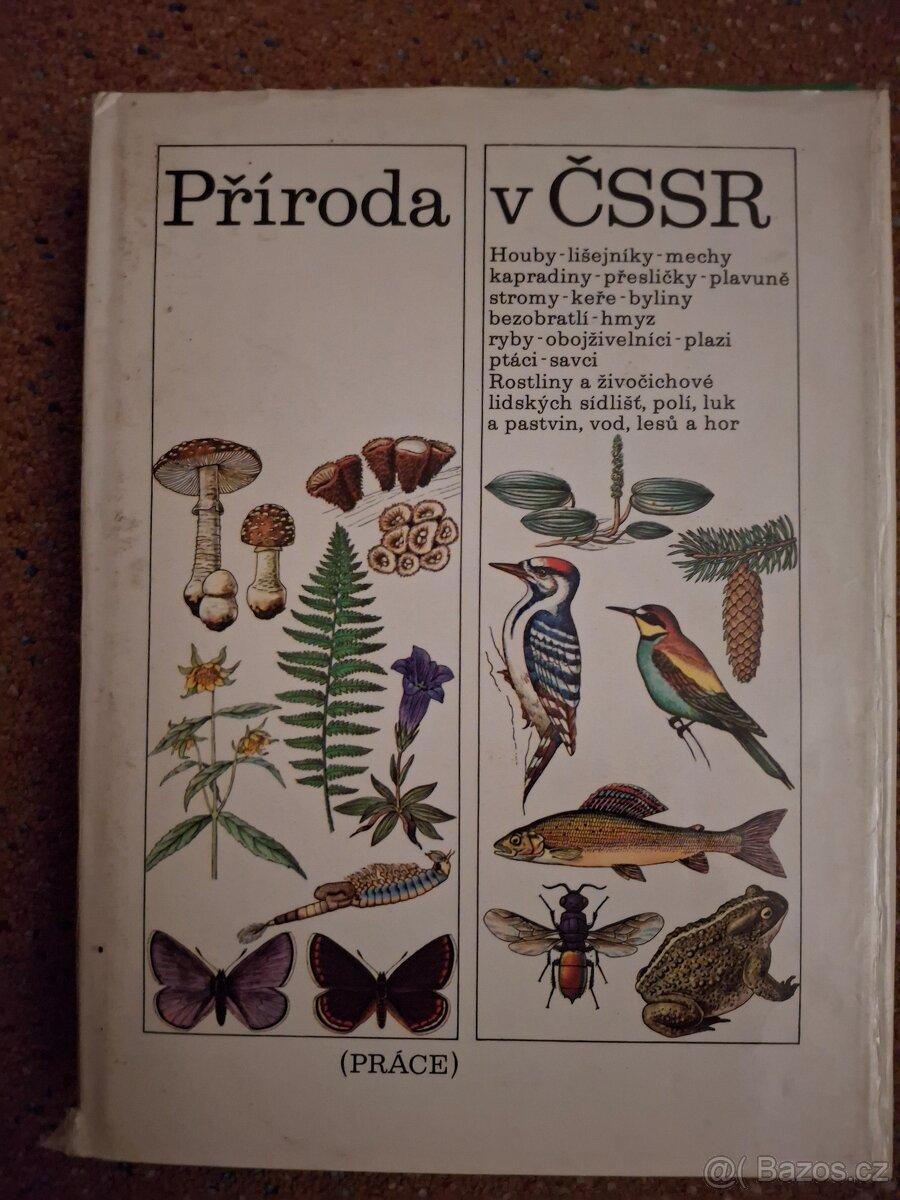 Příroda
v ČSSR
Houby-lišejníky-mechy
kapradiny-přesličky-plavuně
stromy-keře-byliny
bezobratlí-hmyz
ryby-obojživelníci-plazi
ptáci-savci
Rostliny a živočichové
lidských sídlišť, polí, luk
a pastvin, vod, lesů a hor
(PRÁCE)
@( Bazos.cz